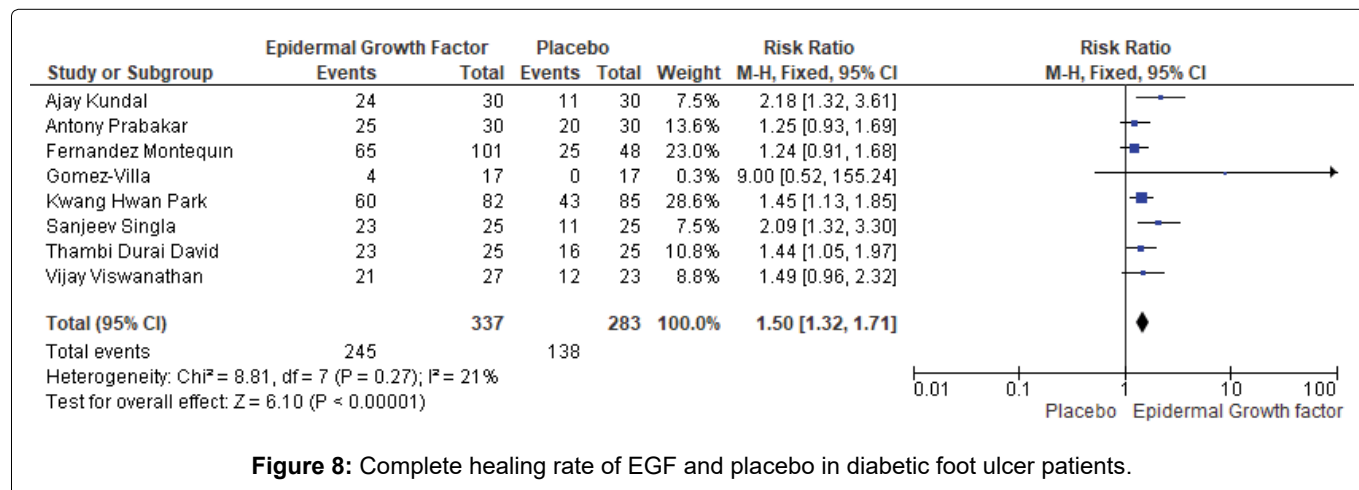 Epidermal Growth Factor Placebo Risk Ratio Risk Ratio
Study or Subgroup Events Total Events Total Weight M-H, Fixed, 95% CI M-H, Fixed, 95% CI
Ajay Kundal 24 30 11 30 7.5% 2.18 [1.32, 3.61]
Antony Prabakar 25 30 20 30 13.6% 1.25 [0.93, 1.69]
Fernandez Montequin 65 101 25 48 23.0% 1.24 [0.91, 1.68]
Gomez-Villa 4 17 0 17 0.3% 9.00 [0.52, 155.24]
Kwang Hwan Park 60 82 43 85 28.6% 1.45 [1.13, 1.85]
Sanjeev Singla 23 25 11 25 7.5% 2.09 [1.32, 3.30]
Thambi Durai David 23 25 16 25 10.8% 1.44 [1.05, 1.97]
Vijay Viswanathan 21 27 12 23 8.8% 1.49 [0.96, 2.32]
Total (95% CI) 337 283 100.0% 1.50 [1.32, 1.71]
Total events 245 138
Heterogeneity: Chi² = 8.81, df = 7 (P = 0.27); I² = 21%
Test for overall effect: Z = 6.10 (P < 0.00001)
0.01 0.1 1 10 100
Placebo Epidermal Growth factor
Figure 8: Complete healing rate of EGF and placebo in diabetic foot ulcer patients.